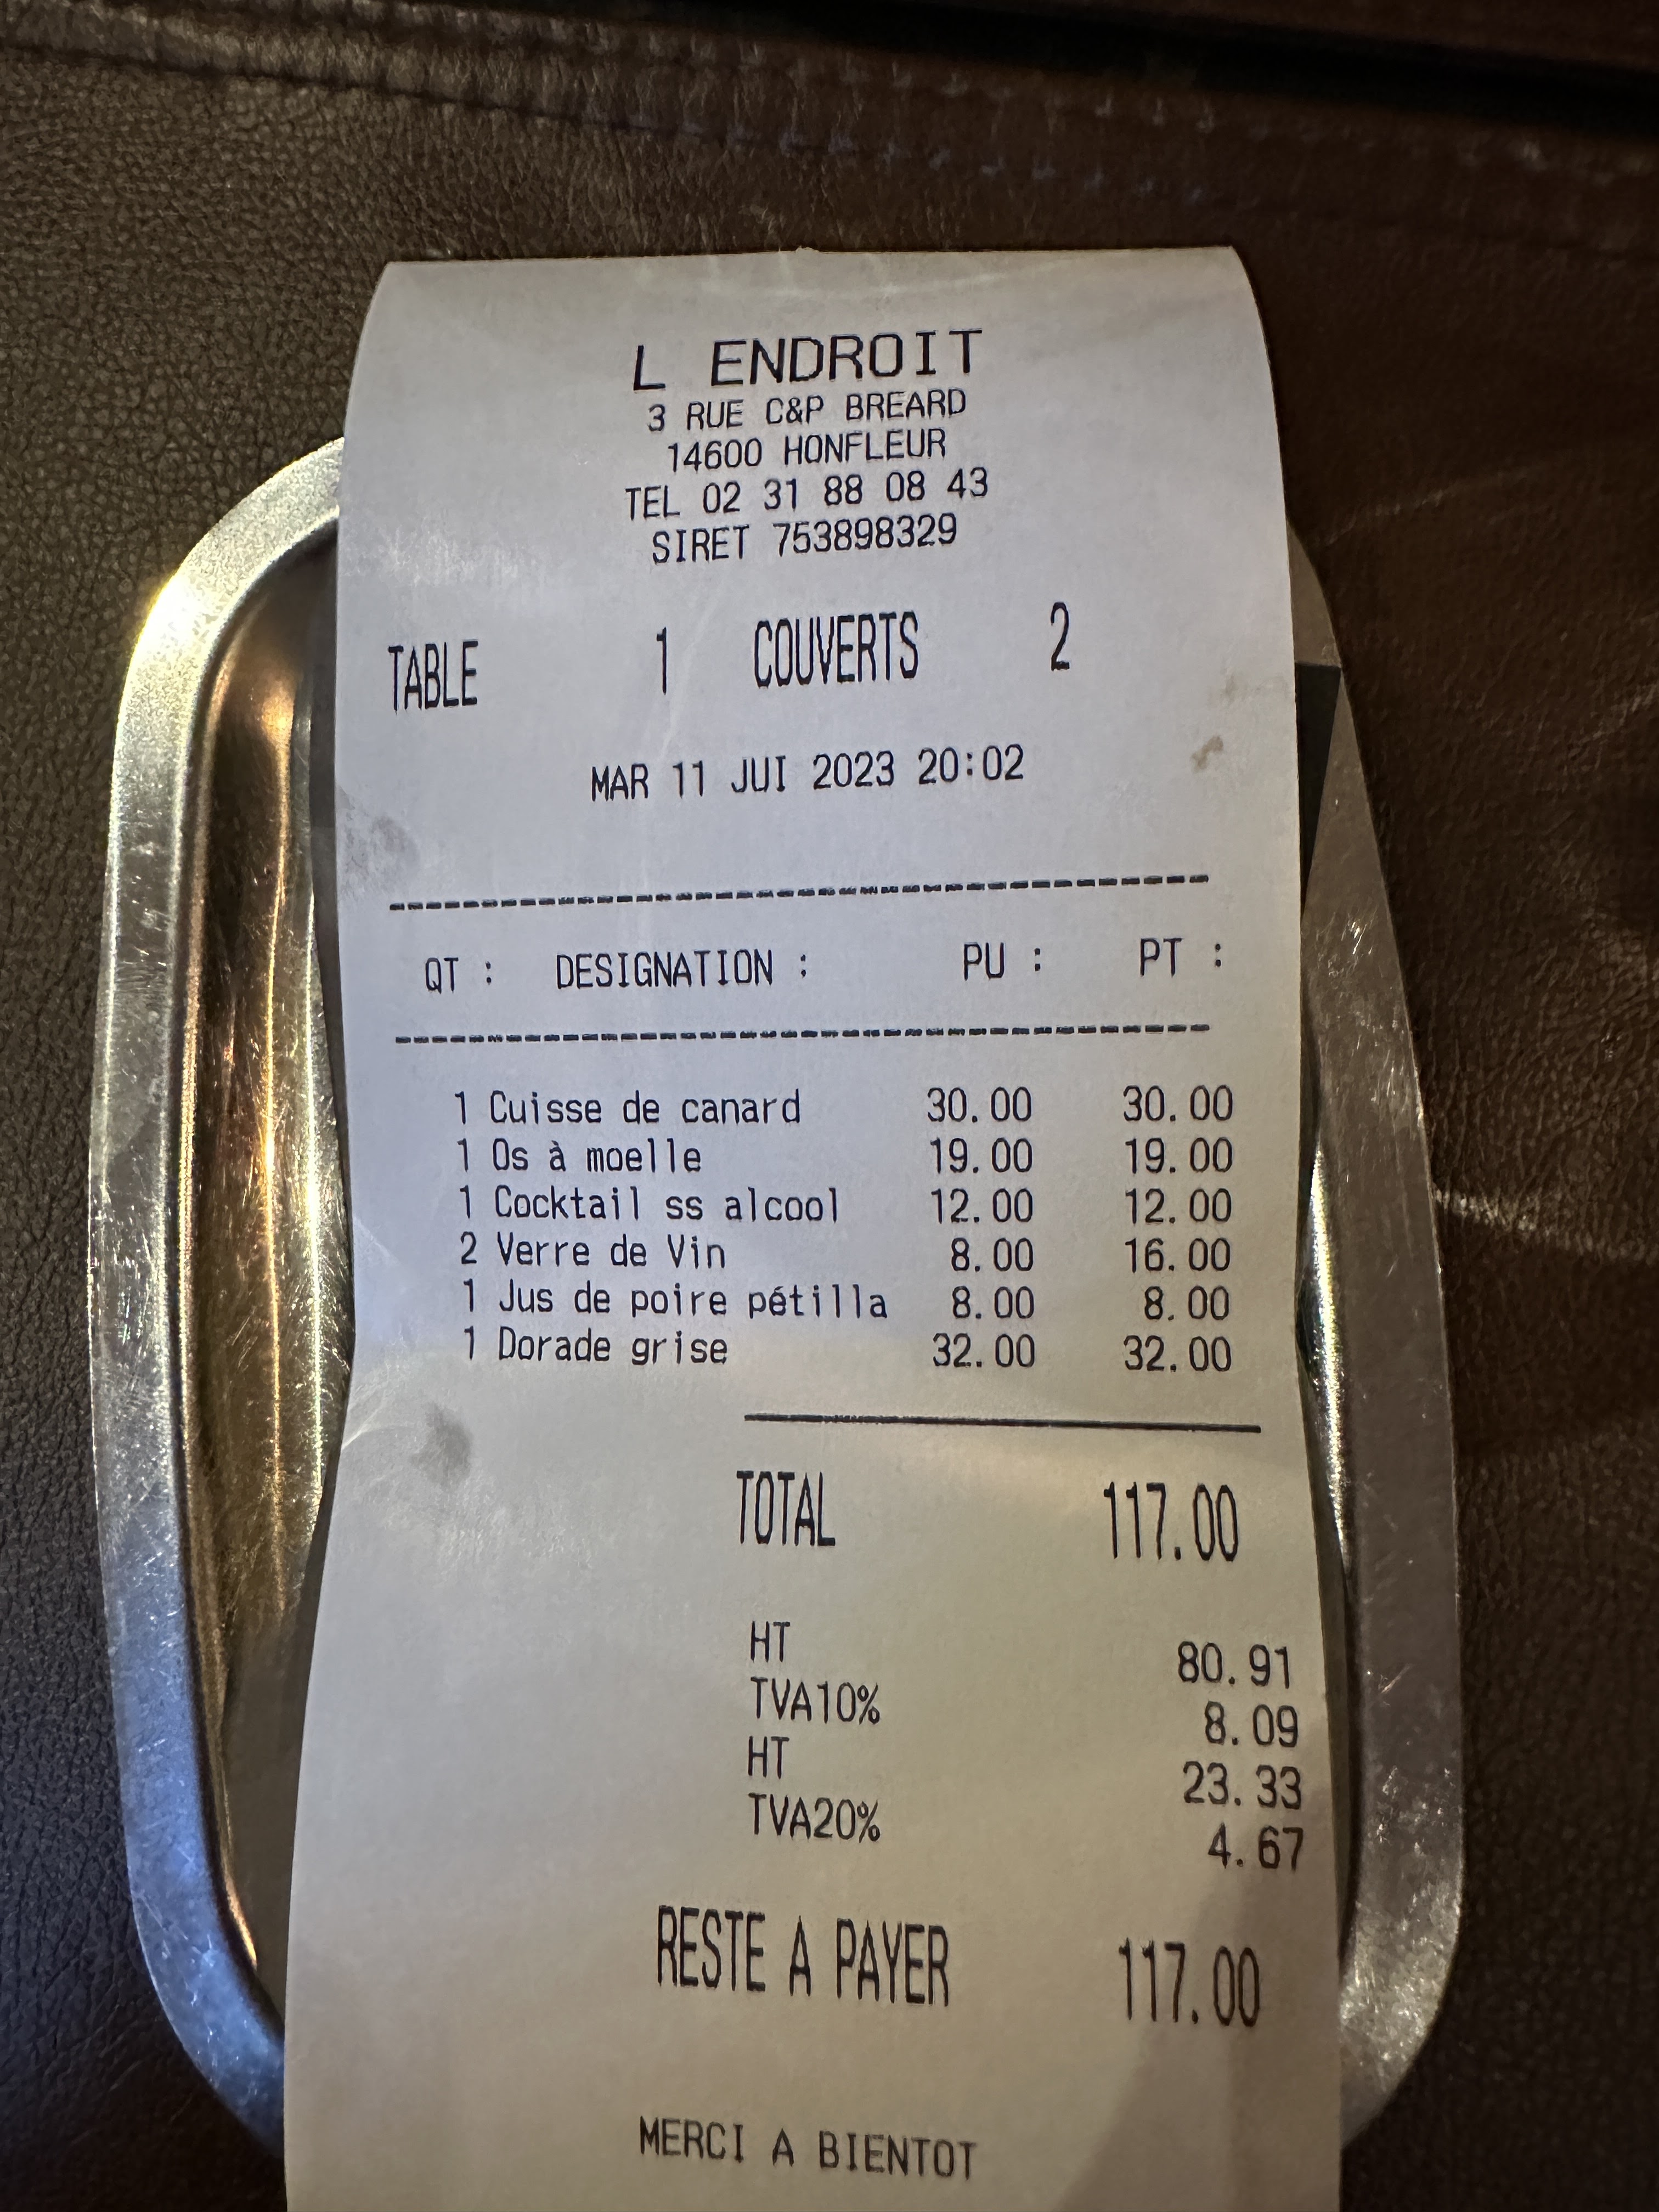 L ENDROIT
3 RUE C&P BREARD
14600 HONFLEUR
TEL 02 31 88 08 43
SIRET 753898329
TABLE 1 COUVERTS 2
MAR 11 JUI 2023 20:02
QT : DESIGNATION : PU : PT :
1 Cuisse de canard 30.00 30.00
1 Os à moelle 19.00 19.00
1 Cocktail ss alcool 12.00 12.00
2 Verre de Vin 8.00 16.00
1 Jus de poire pétilla 8.00 8.00
1 Dorade grise 32.00 32.00
TOTAL 117.00
HT 80.91
TVA10% 8.09
HT 23.33
TVA20% 4.67
RESTE A PAYER 117.00
MERCI A BIENTOT